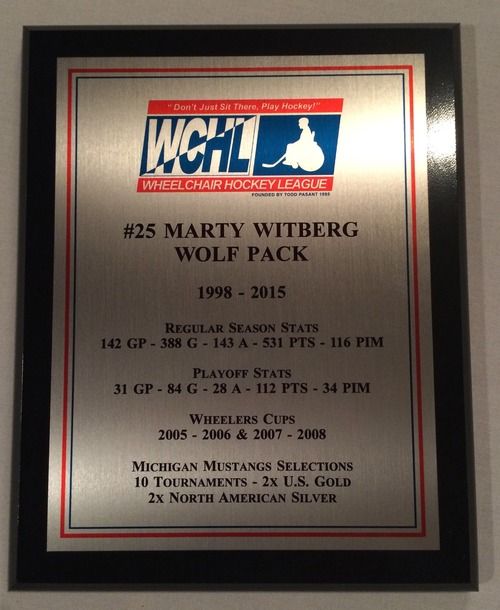 "Don't Just Sit There, Play Hockey!"
WCHL
WHEELCHAIR HOCKEY LEAGUE
FOUNDED BY TODD PASANT 1998
#25 MARTY WITBERG
WOLF PACK
1998 - 2015
REGULAR SEASON STATS
142 GP - 388 G - 143 A - 531 PTS - 116 PIM
PLAYOFF STATS
31 GP - 84 G - 28 A - 112 PTS - 34 PIM
WHEELERS CUPS
2005 - 2006 & 2007 - 2008
MICHIGAN MUSTANGS SELECTIONS
10 TOURNAMENTS - 2X U.S. GOLD
2X NORTH AMERICAN SILVER